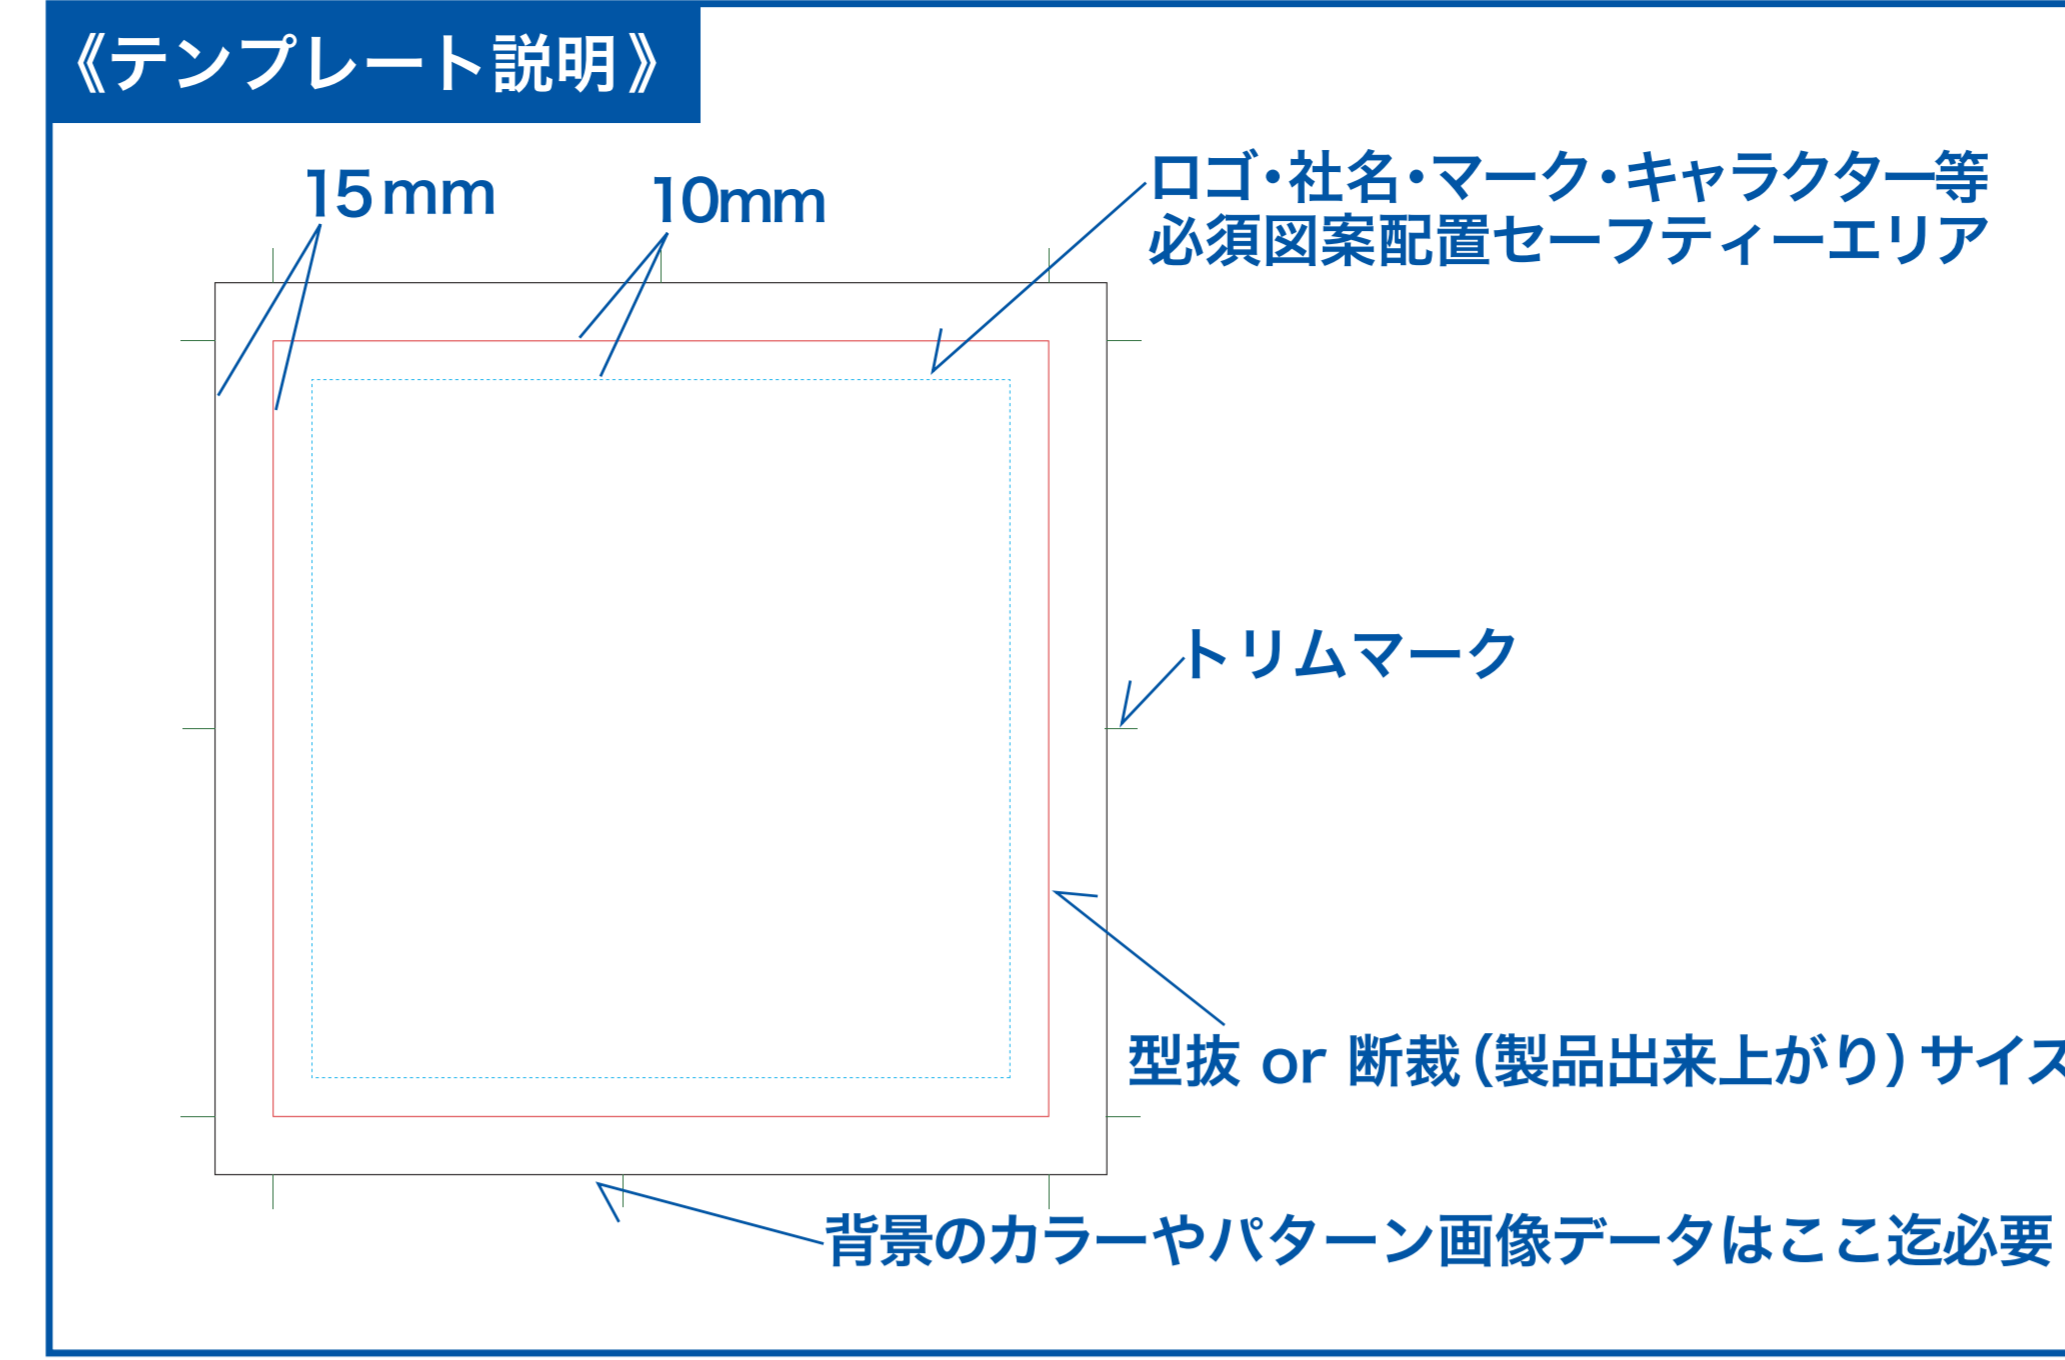 《テンプレート説明》
15mm
10mm
ロゴ・社名・マーク・キャラクター等
必須図案配置セーフティーエリア
トリムマーク
型抜 or 断裁（製品出来上がり）サイズ
背景のカラーやパターン画像データはここ迄必要